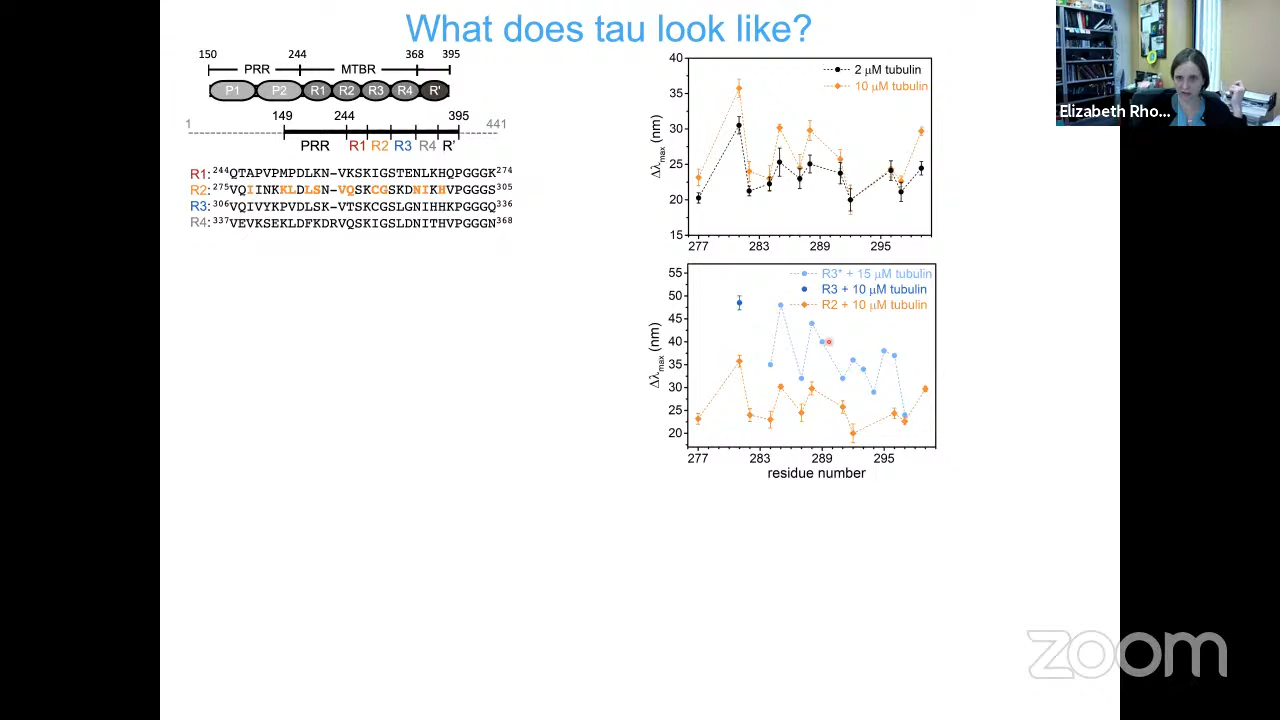 What does tau look like?
150 244 368 395
PRR MTBR
P1 P2 R1 R2 R3 R4 R'
149 244 395
1 441
PRR R1 R2 R3 R4 R'
R1: 244QTAPVPMPDLKN-VKSKIGSTENLKHQPGGGK274
R2: 275VQIINKKLDLSN-VQSKCGSKDNIKHVPGGGS305
R3: 306VQIVYKPVDLSK-VTSKCGSLGNIHHKPGGGQ336
R4: 337VEVKSEKLDFKDRVQSKIGSLDNITHVPGGGN368
40
35
30
25
20
15
Δλmax (nm)
2 μM tubulin
10 μM tubulin
277 283 289 295
55
50
45
40
35
30
25
20
Δλmax (nm)
R3* + 15 μM tubulin
R3 + 10 μM tubulin
R2 + 10 μM tubulin
277 283 289 295
residue number
Elizabeth Rho...
zoom